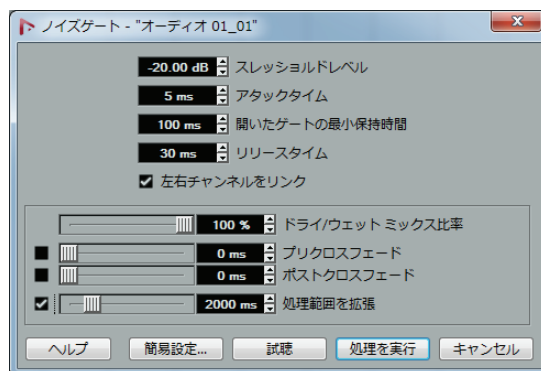 ノイズゲート - "オーディオ 01_01"
-20.00 dB スレッショルドレベル
5 ms アタックタイム
100 ms 開いたゲートの最小保持時間
30 ms リリースタイム
左右チャンネルをリンク
100 % ドライ/ウェット ミックス比率
0 ms プリクロスフェード
0 ms ポストクロスフェード
2000 ms 処理範囲を拡張
ヘルプ 簡易設定... 試聴 処理を実行 キャンセル